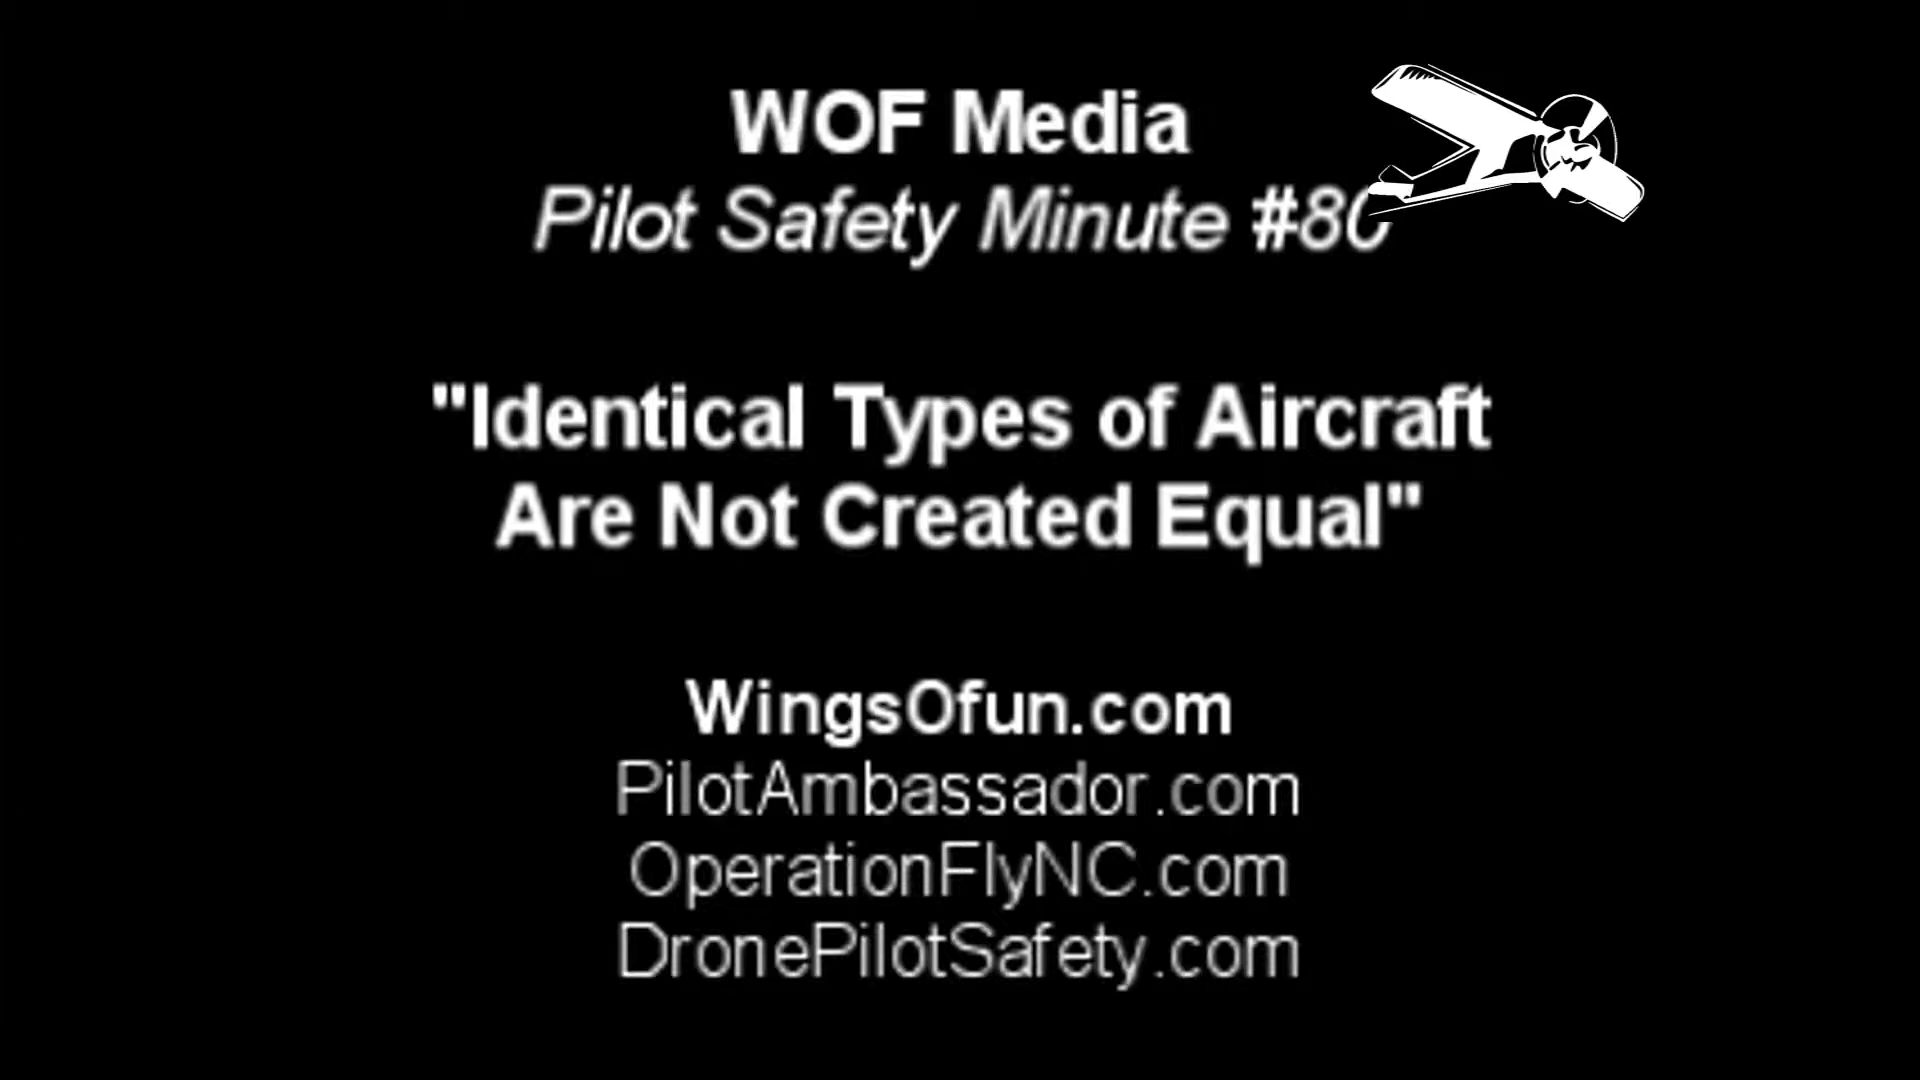 WOF Media
Pilot Safety Minute #80
"Identical Types of Aircraft
Are Not Created Equal"
WingsOfun.com
PilotAmbassador.com
OperationFlyNC.com
DronePilotSafety.com